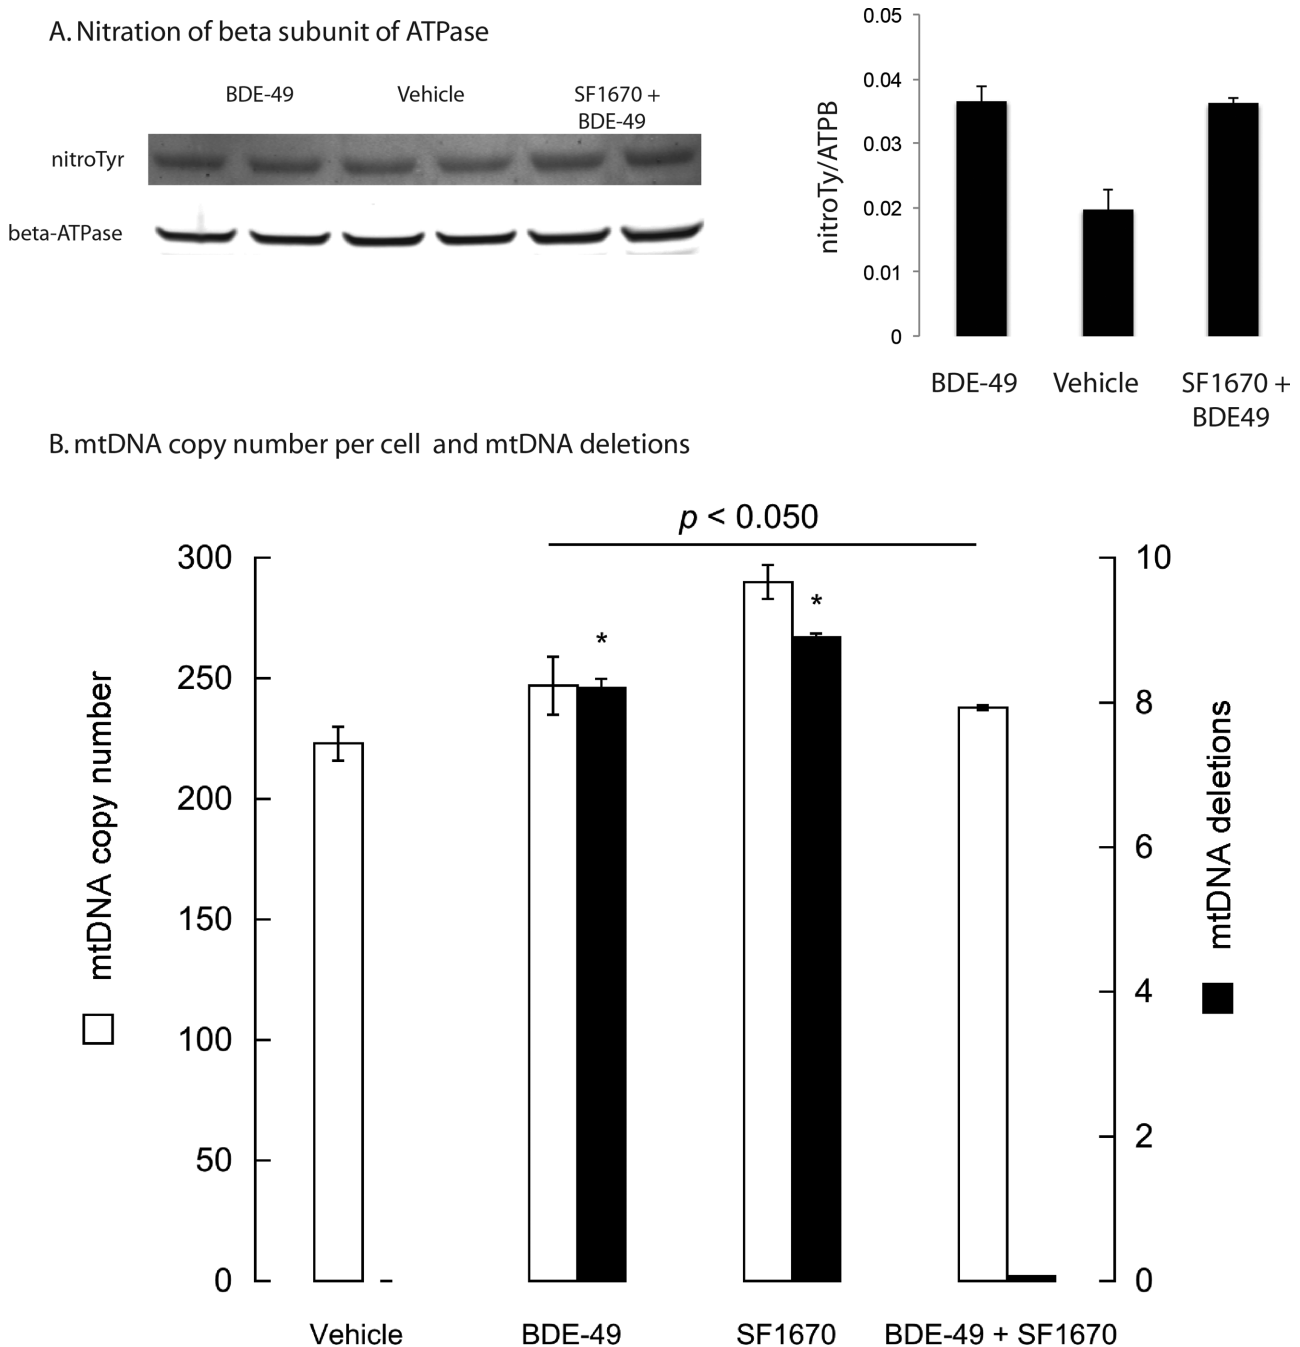 A. Nitration of beta subunit of ATPase
BDE-49 Vehicle SF1670 +
BDE-49
nitroTyr
beta-ATPase
0.05
0.04
0.03
0.02
0.01
0
nitroTy/ATPB
BDE-49 Vehicle SF1670 +
BDE49
B. mtDNA copy number per cell and mtDNA deletions
p < 0.050
300
250
200
150
100
50
0
mtDNA copy number
*
*
10
8
6
4
2
0
mtDNA deletions
Vehicle BDE-49 SF1670 BDE-49 + SF1670